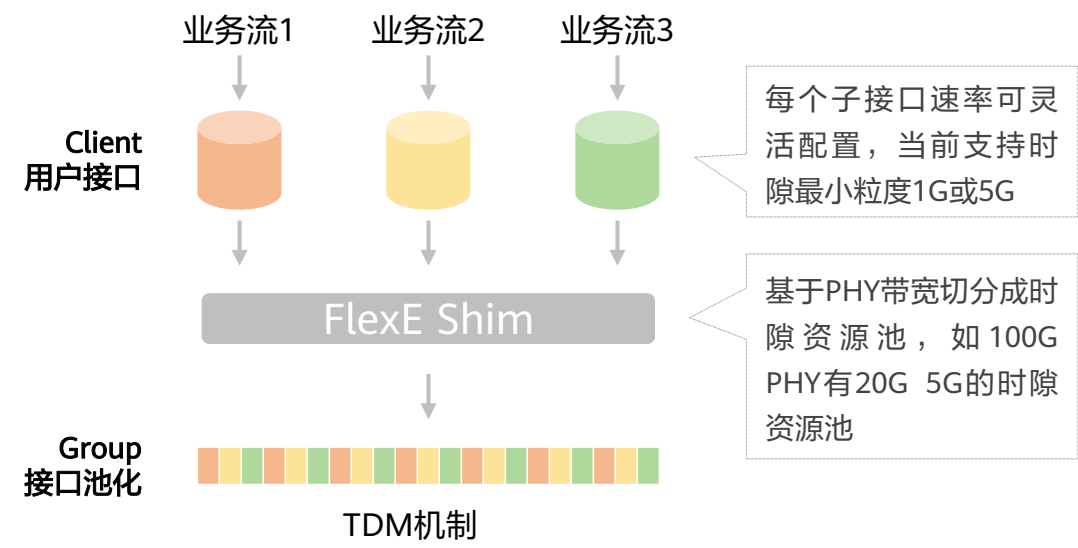 业务流1 业务流2 业务流3
Client
用户接口
每个子接口速率可灵
活配置，当前支持时
隙最小粒度1G或5G
FlexE Shim
基于PHY带宽切分成时
隙资源池，如100G
PHY有20G 5G的时隙
资源池
Group
接口池化
TDM机制